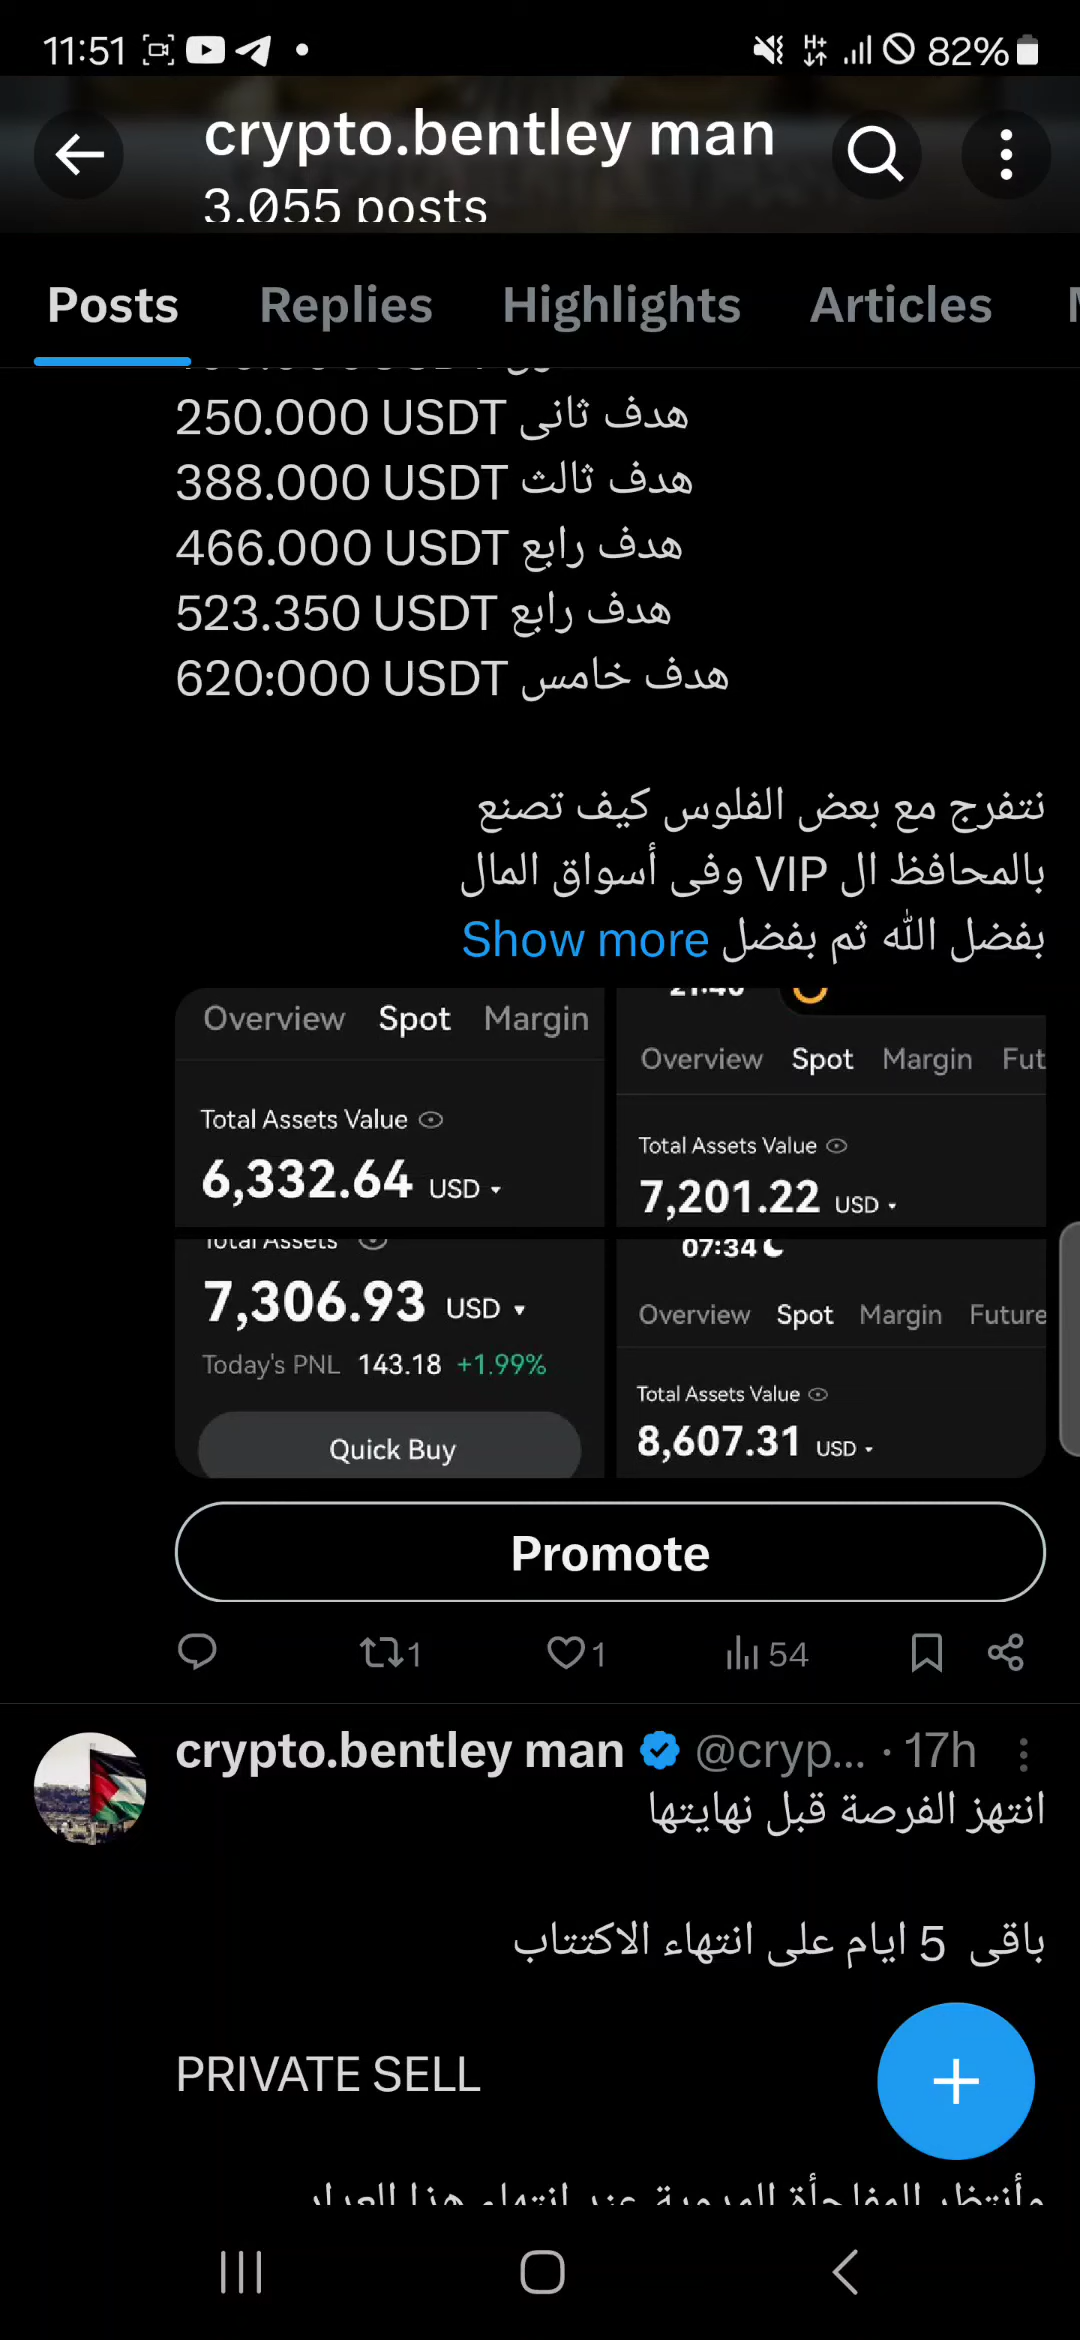 11:51
82%
crypto.bentley man
3.055 posts
Posts Replies Highlights Articles
250.000 USDT هدف ثانى
388.000 USDT هدف ثالث
466.000 USDT هدف رابع
523.350 USDT هدف رابع
620:000 USDT هدف خامس
نتفرج مع بعض الفلوس كيف تصنع
بالمحافظ ال VIP وفى أسواق المال
بفضل الله ثم بفضل Show more
Overview Spot Margin
Total Assets Value
6,332.64 USD
21:40
Overview Spot Margin Fut
Total Assets Value
7,201.22 USD
Total Assets
7,306.93 USD
Today's PNL 143.18 +1.99%
Quick Buy
07:34
Overview Spot Margin Future
Total Assets Value
8,607.31 USD
Promote
1 1 54
crypto.bentley man @cryp... · 17h
انتهز الفرصة قبل نهايتها
باقى 5 ايام على انتهاء الاكتتاب
PRIVATE SELL